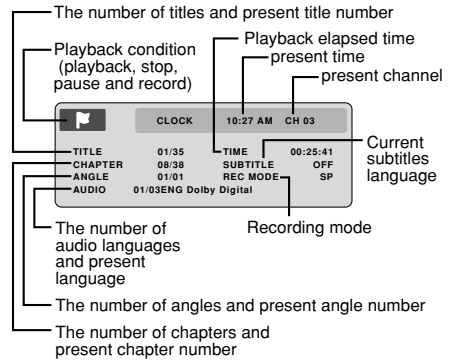 The number of titles and present title number
Playback condition
(playback, stop,
pause and record)
Playback elapsed time
present time
present channel
CLOCK 10:27 AM CH 03
TITLE 01/35 TIME 00:25:41
CHAPTER 08/38 SUBTITLE OFF
ANGLE 01/01 REC MODE SP
AUDIO 01/03ENG Dolby Digital
Current
subtitles
language
The number of
audio languages
and present
language
Recording mode
The number of angles and present angle number
The number of chapters and
present chapter number